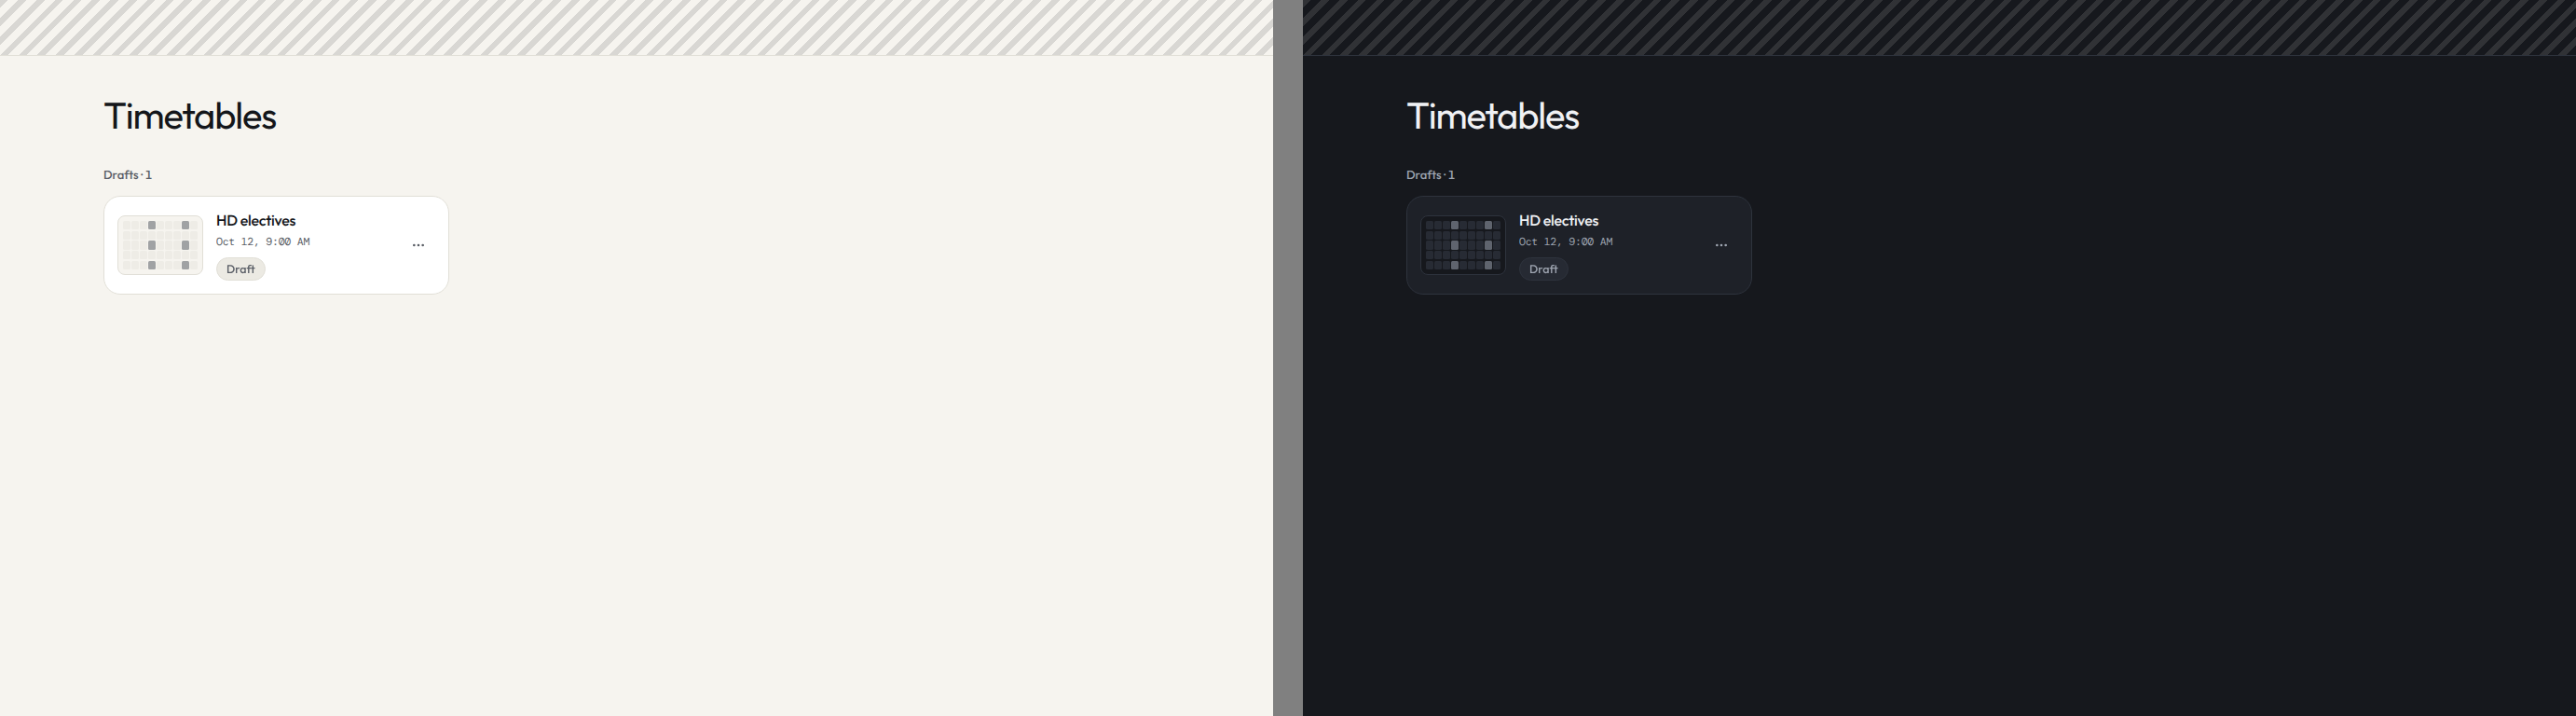 Timetables
Drafts·1
HD electives
Oct 12, 9:00 AM
...
Draft
Timetables
Drafts·1
HD electives
Oct 12, 9:00 AM
...
Draft